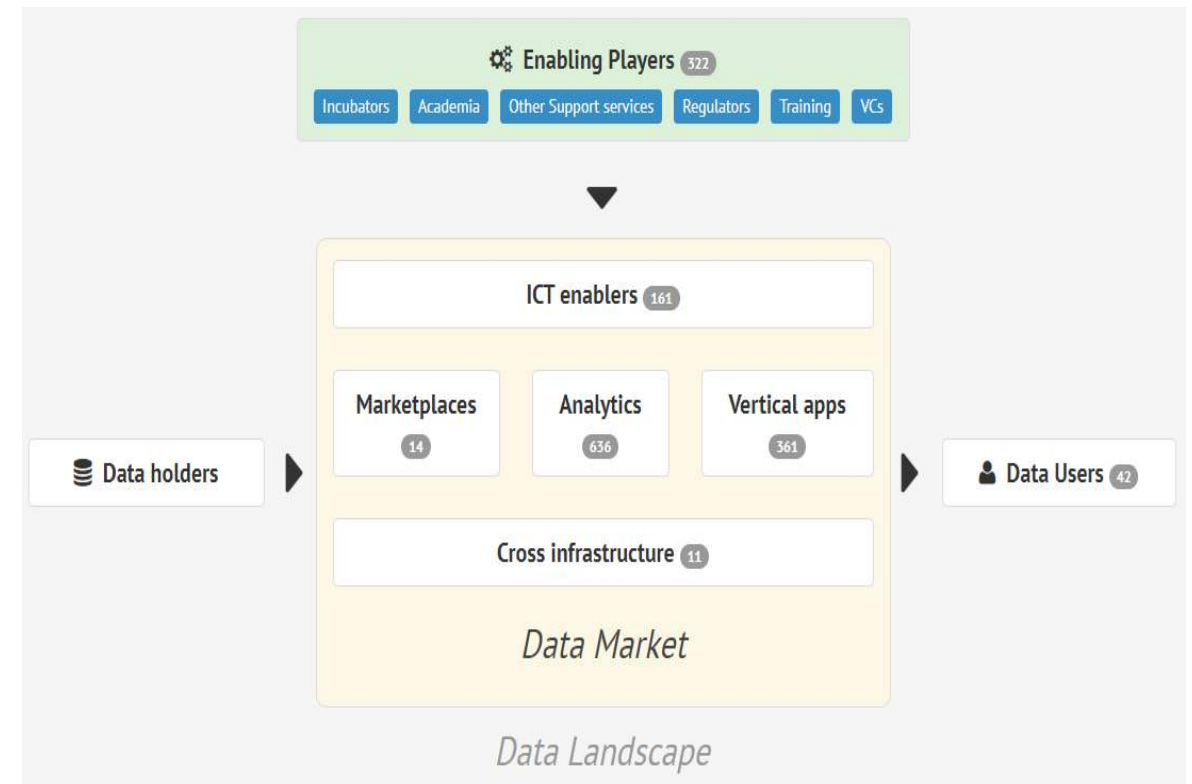 Enabling Players 322
Incubators Academia Other Support services Regulators Training VCs
ICT enablers 161
Marketplaces Analytics Vertical apps
14 636 361
Data holders Data Users 42
Cross infrastructure 11
Data Market
Data Landscape